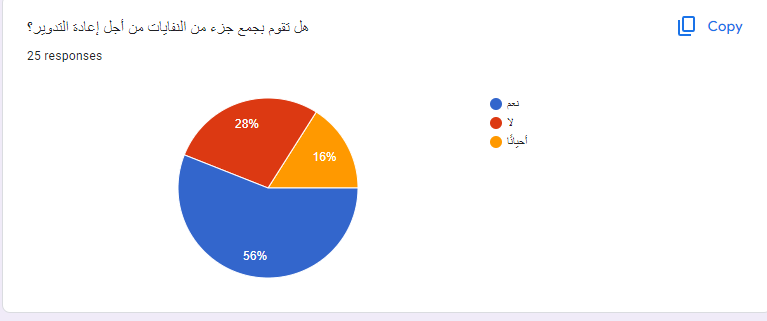 هل تقوم بجمع جزء من النفايات من أجل إعادة التدوير؟
Copy
25 responses
نعم
لا
أحيانًا
28%
16%
56%